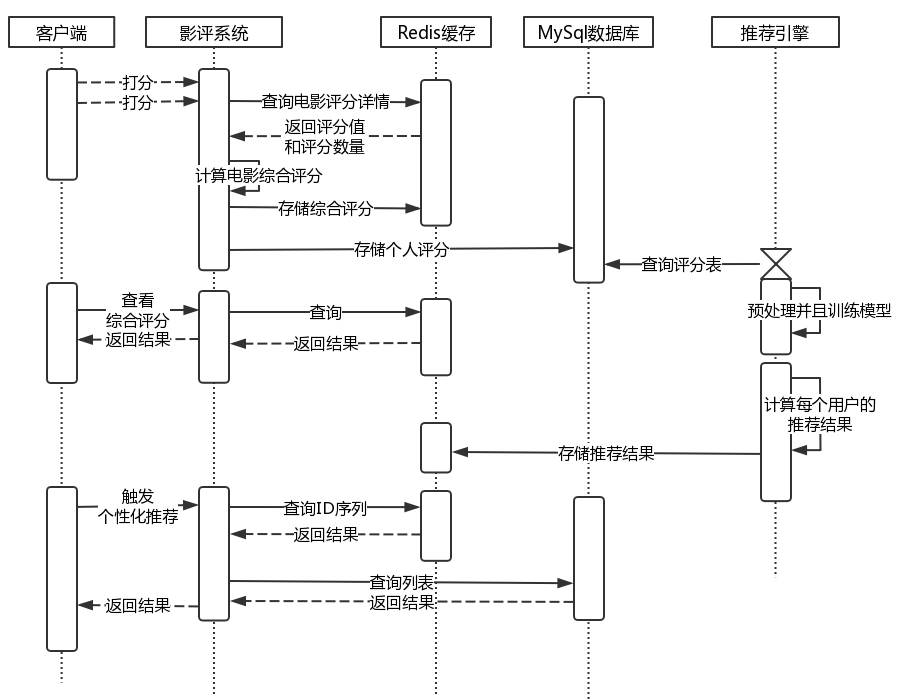 客户端
影评系统
Redis缓存
MySql数据库
推荐引擎
打分
打分
查询电影评分详情
返回评分值
和评分数量
计算电影综合评分
存储综合评分
存储个人评分
查询评分表
预处理并且训练模型
查看
综合评分
返回结果
查询
返回结果
计算每个用户的
推荐结果
存储推荐结果
触发
个性化推荐
查询ID序列
返回结果
查询列表
返回结果
返回结果